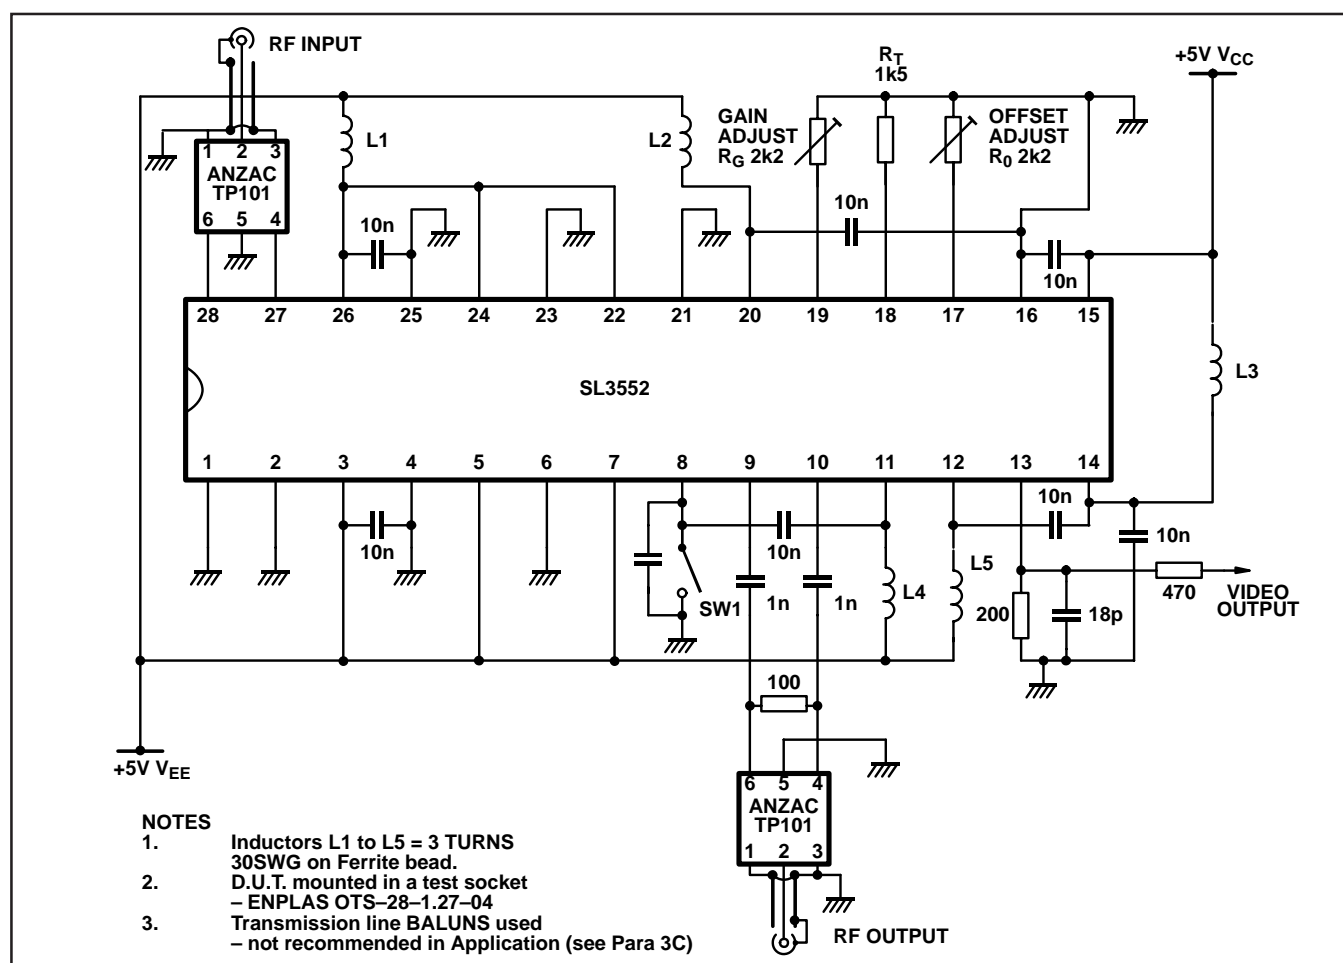 RF INPUT
+5V VCC
RT
1k5
GAIN
ADJUST
RG 2k2
OFFSET
ADJUST
R0 2k2
L1
L2
1 2 3
ANZAC
TP101
6 5 4
10n
10n
10n
28 27 26 25 24 23 22 21 20 19 18 17 16 15
SL3552
L3
1 2 3 4 5 6 7 8 9 10 11 12 13 14
10n
10n
10n
10n
SW1
1n
1n
L4
L5
200
18p
470
VIDEO
OUTPUT
100
+5V VEE
6 5 4
ANZAC
TP101
1 2 3
RF OUTPUT
NOTES
1. Inductors L1 to L5 = 3 TURNS
30SWG on Ferrite bead.
2. D.U.T. mounted in a test socket
– ENPLAS OTS–28–1.27–04
3. Transmission line BALUNS used
– not recommended in Application (see Para 3C)